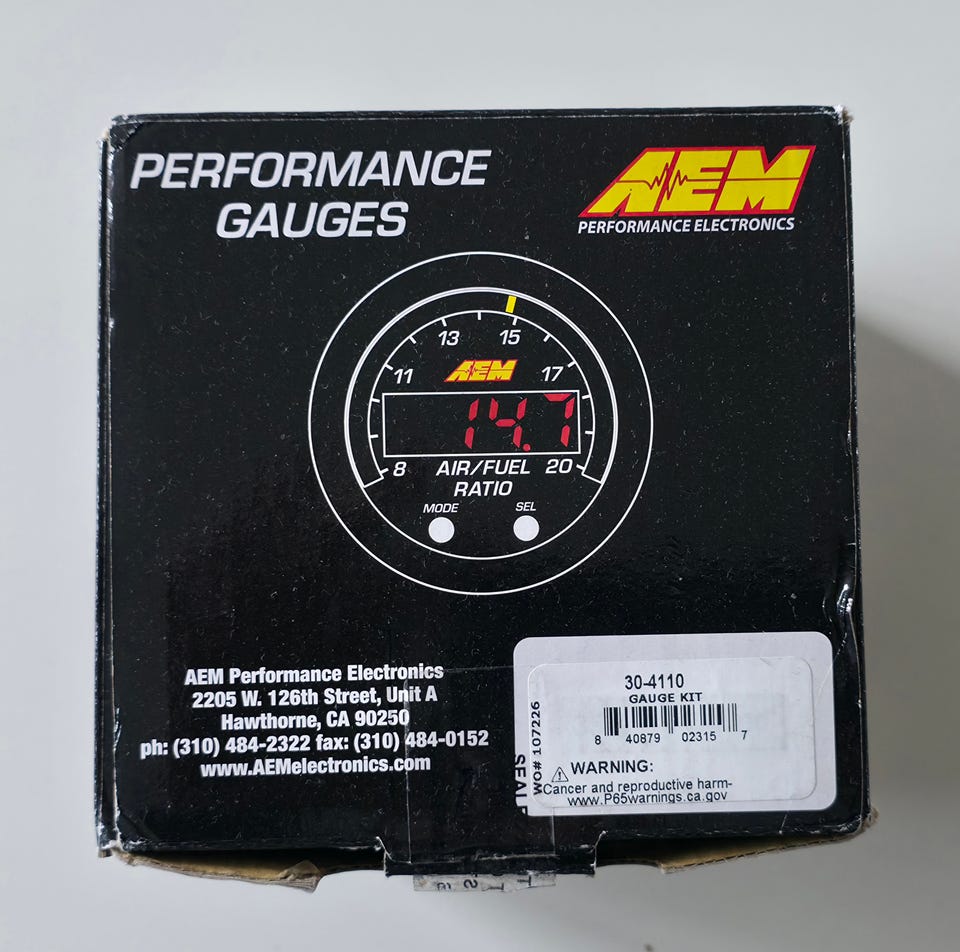 PERFORMANCE
GAUGES
AEM
PERFORMANCE ELECTRONICS
13 15
11 AEM 17
14.7
8 AIR/FUEL 20
RATIO
MODE SEL
AEM Performance Electronics
2205 W. 126th Street, Unit A
Hawthorne, CA 90250
ph: (310) 484-2322 fax: (310) 484-0152
www.AEMelectronics.com
30-4110
GAUGE KIT
8 40879 02315 7
WO# 107226
WARNING:
Cancer and reproductive harm-
www.P65warnings.ca.gov